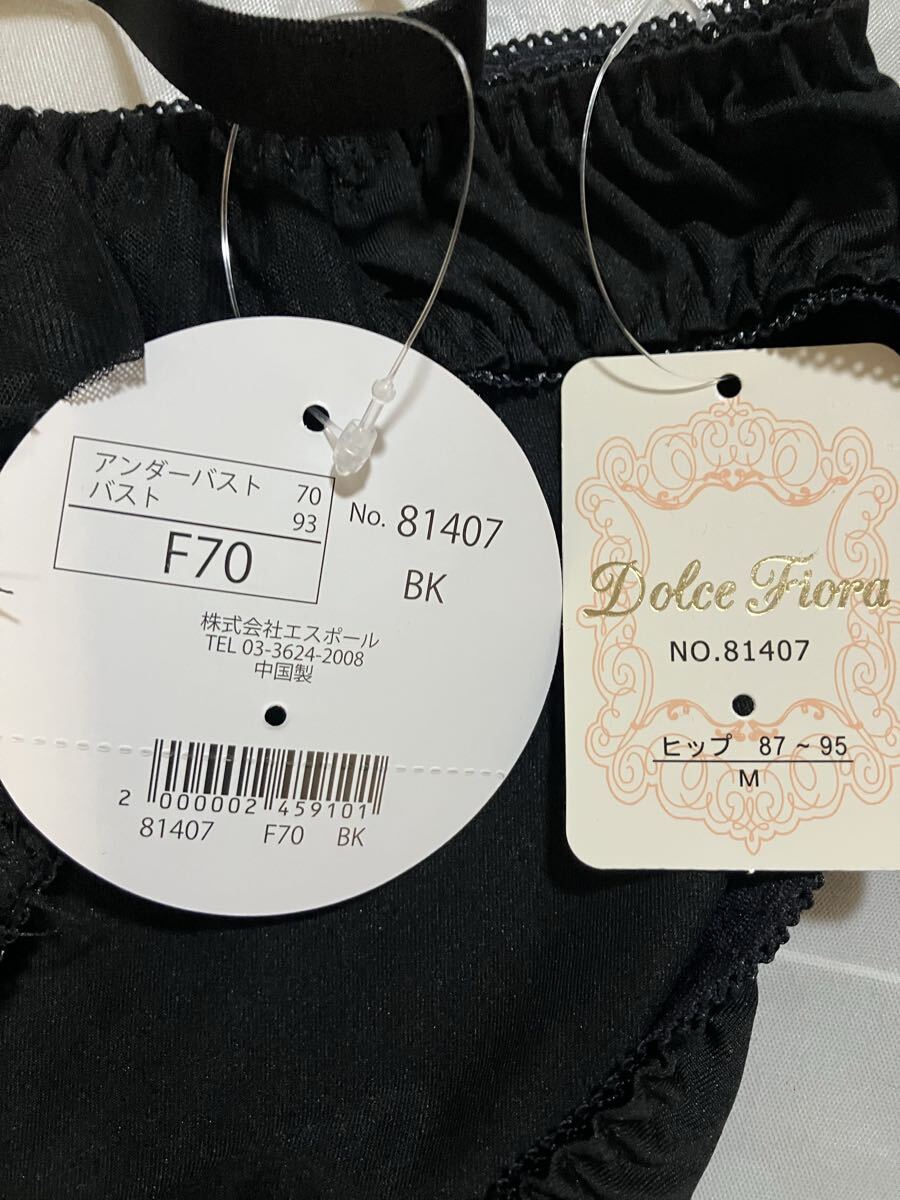 アンダーバスト 70
バスト 93
F70
No. 81407
BK
株式会社エスポール
TEL 03-3624-2008
中国製
2 000002 459101
81407 F70 BK
Dolce Fiora
NO.81407
ヒップ 87～95
M